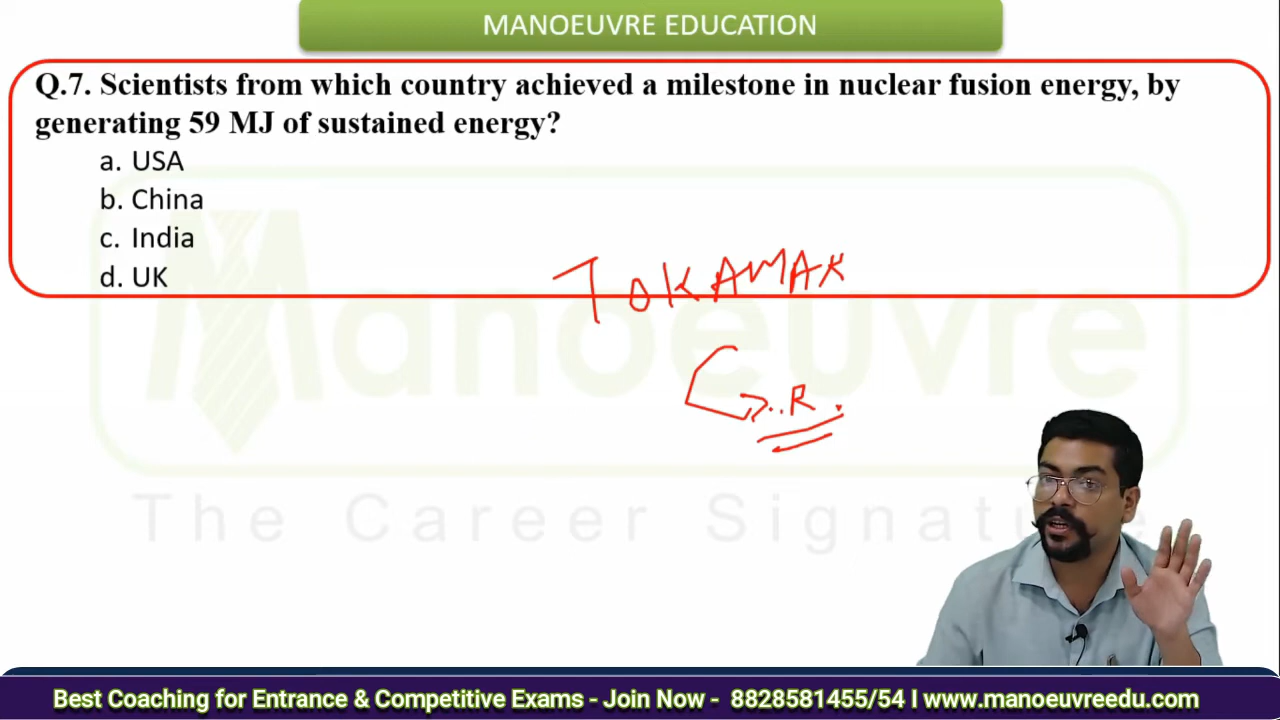 MANOEUVRE EDUCATION
Q.7. Scientists from which country achieved a milestone in nuclear fusion energy, by
generating 59 MJ of sustained energy?
a. USA
b. China
c. India
d. UK
TOKAMAK
R.
Manoeuvre
The Career Signature
Best Coaching for Entrance & Competitive Exams - Join Now - 8828581455/54 I www.manoeuvreedu.com